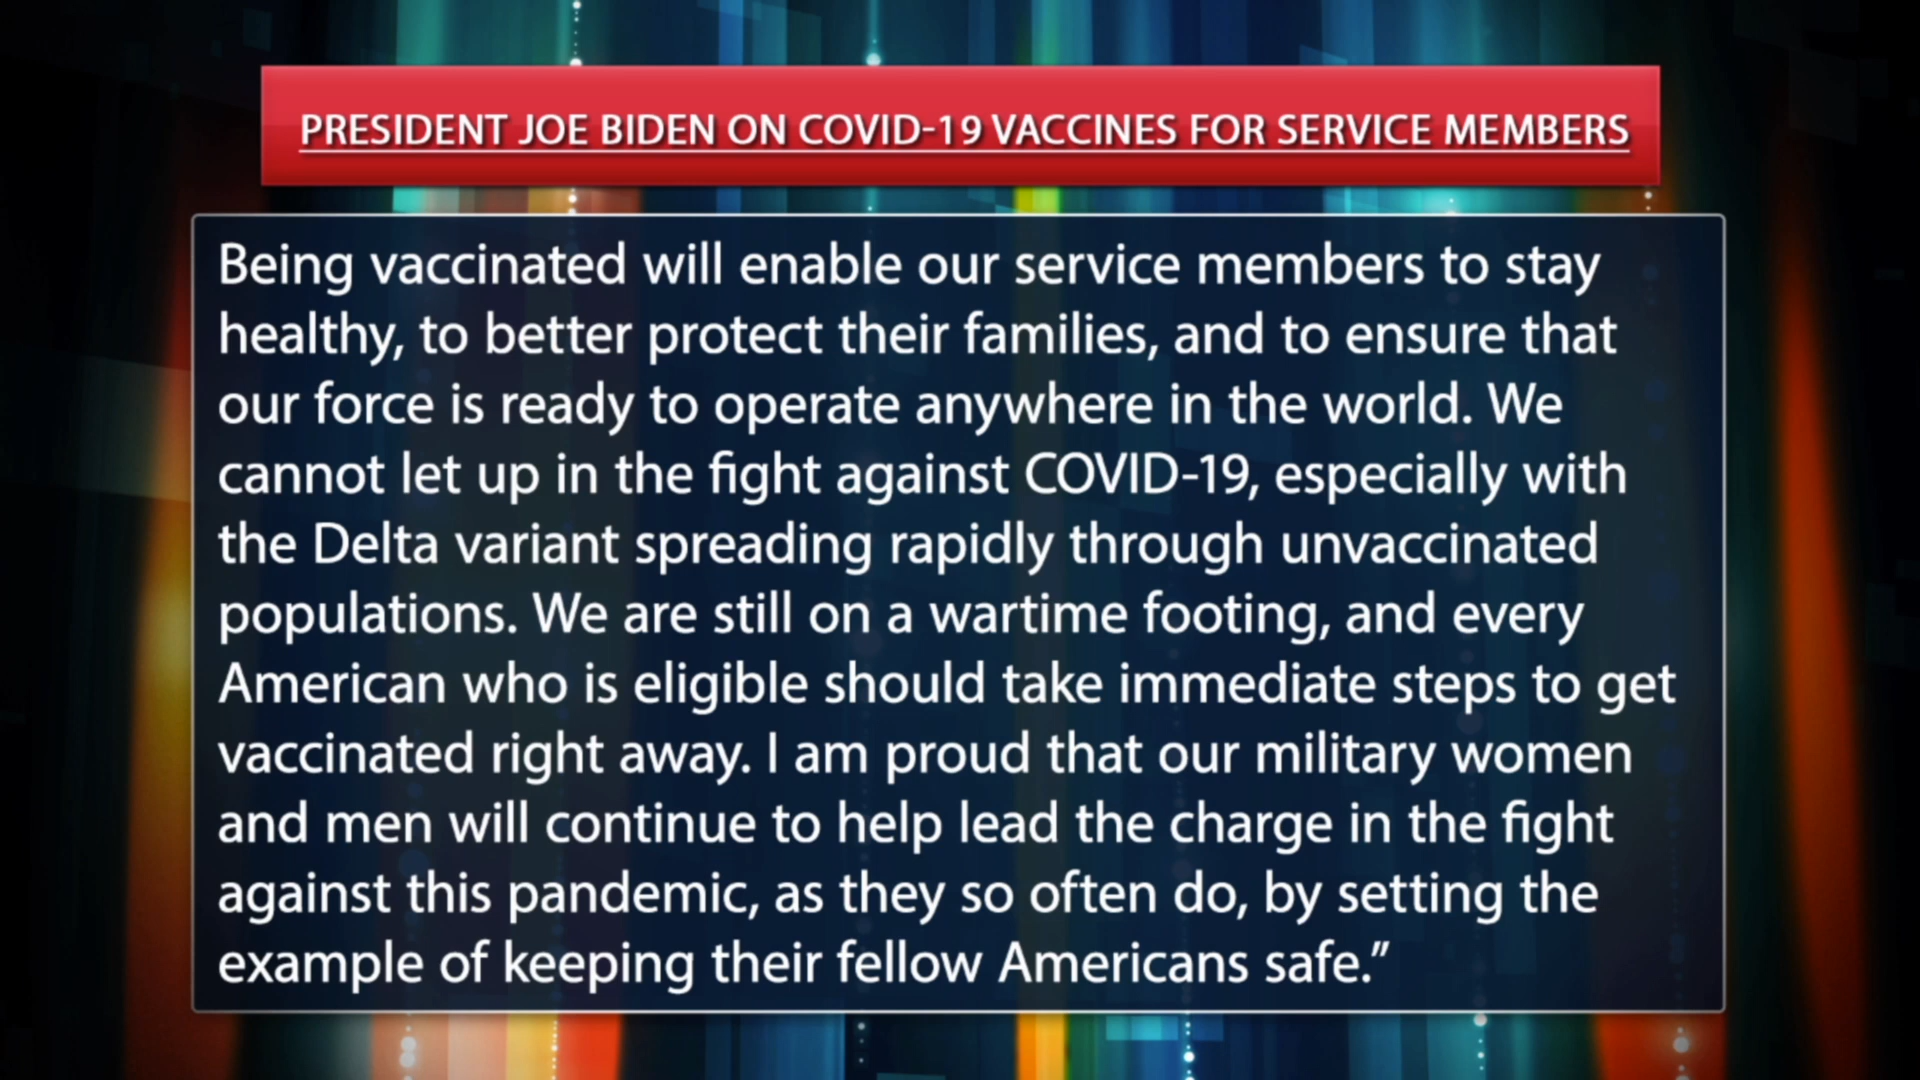 PRESIDENT JOE BIDEN ON COVID-19 VACCINES FOR SERVICE MEMBERS
Being vaccinated will enable our service members to stay
healthy, to better protect their families, and to ensure that
our force is ready to operate anywhere in the world. We
cannot let up in the fight against COVID-19, especially with
the Delta variant spreading rapidly through unvaccinated
populations. We are still on a wartime footing, and every
American who is eligible should take immediate steps to get
vaccinated right away. I am proud that our military women
and men will continue to help lead the charge in the fight
against this pandemic, as they so often do, by setting the
example of keeping their fellow Americans safe.”